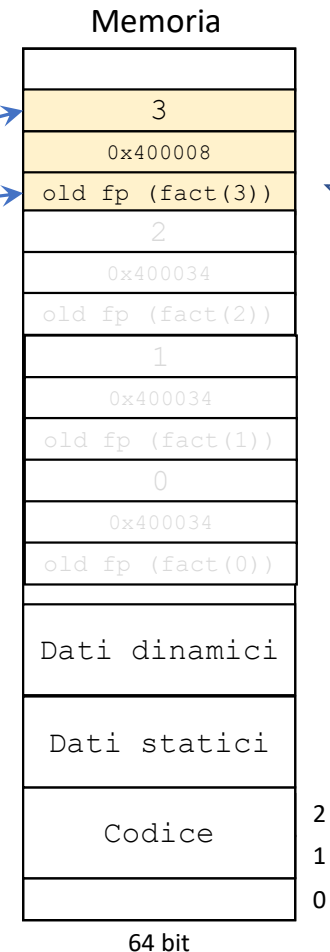 Memoria
3
0x400008
old fp (fact(3))
2
0x400034
old fp (fact(2))
1
0x400034
old fp (fact(1))
0
0x400034
old fp (fact(0))
Dati dinamici
Dati statici
Codice
2
1
0
64 bit